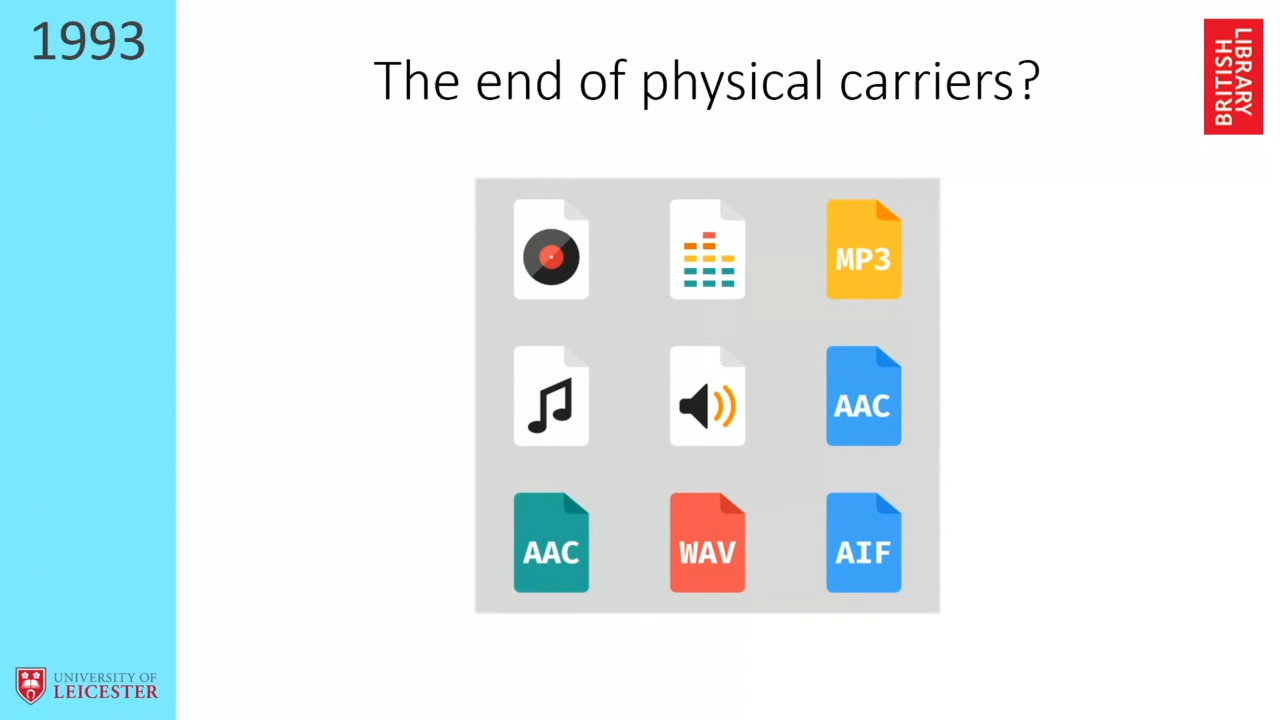 1993
The end of physical carriers?
LIBRARY
BRITISH
MP3
AAC
AAC
WAV
AIF
UNIVERSITY OF
LEICESTER